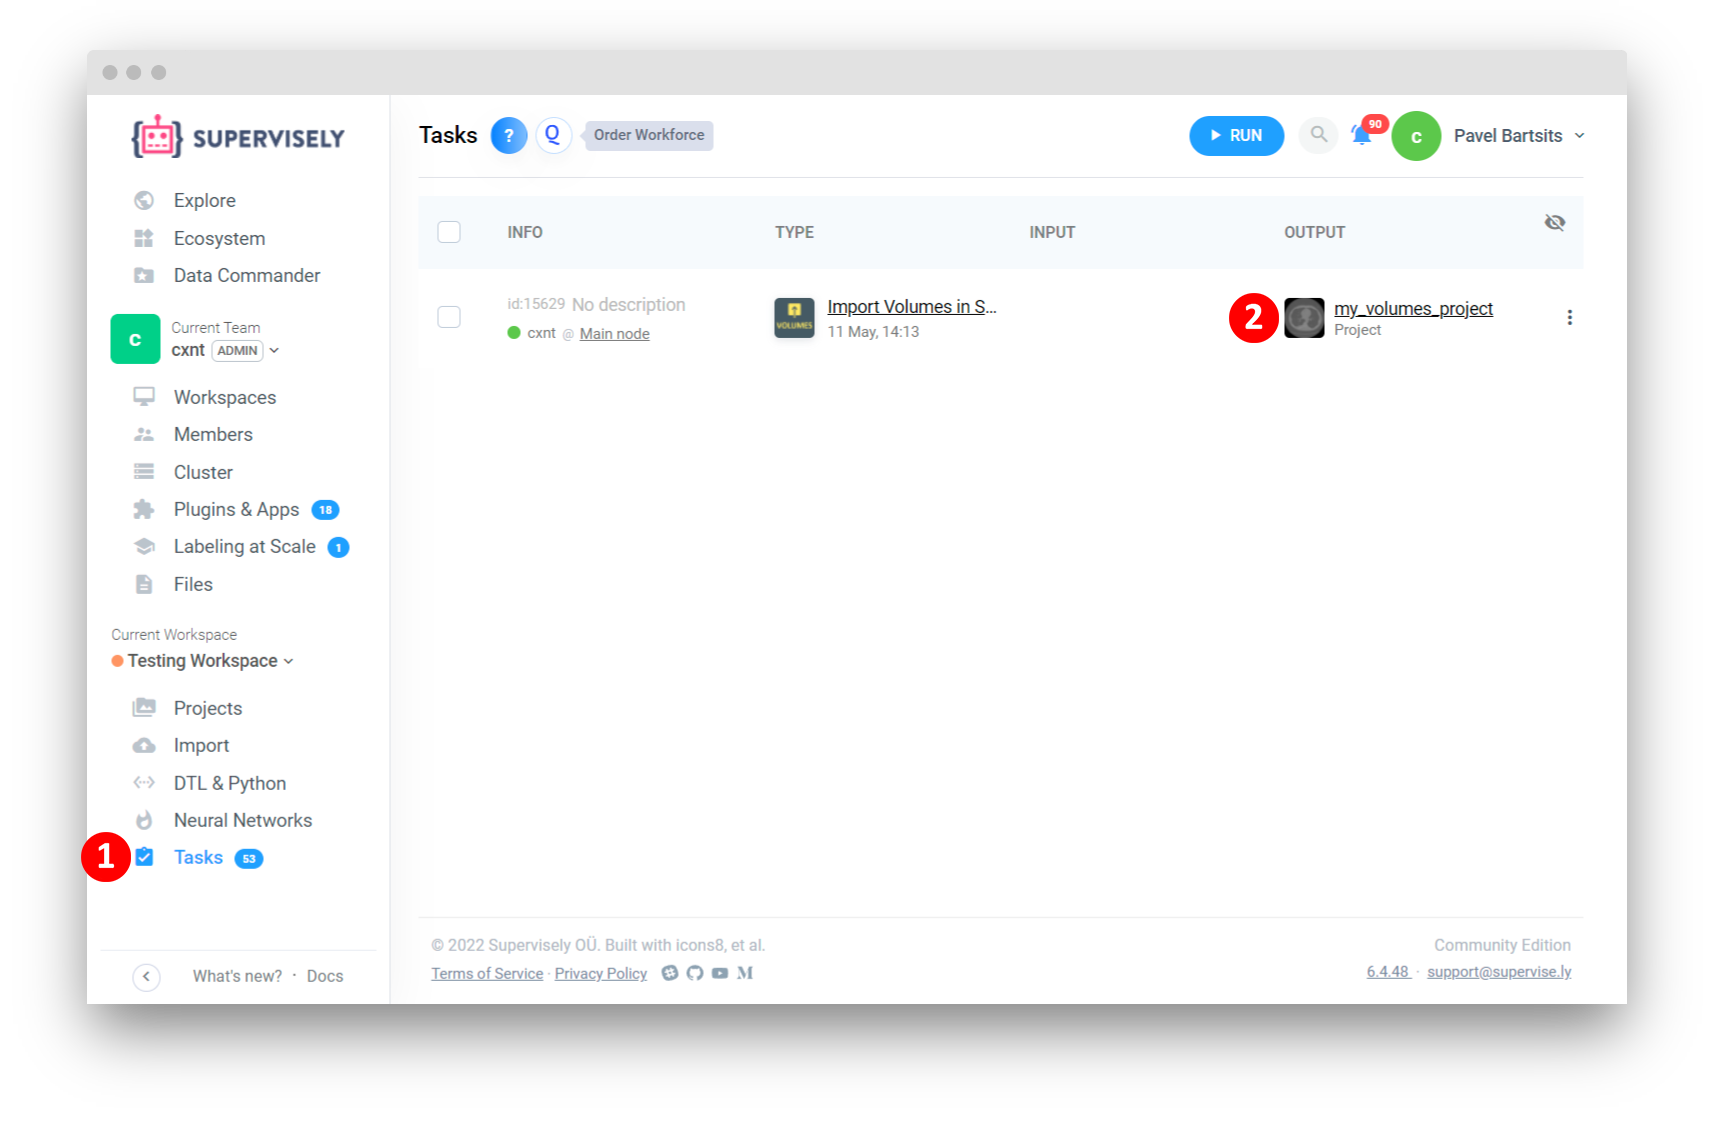 SUPERVISELY
Explore
Ecosystem
Data Commander
C
Current Team
cxnt ADMIN
Workspaces
Members
Cluster
Plugins & Apps 18
Labeling at Scale 1
Files
Current Workspace
Testing Workspace
Projects
Import
DTL & Python
Neural Networks
1 Tasks 53
What's new? · Docs
Tasks ? Q Order Workforce
RUN 90 C Pavel Bartsits
INFO TYPE INPUT OUTPUT
id:15629 No description
cxnt @ Main node
VOLUMES
Import Volumes in S...
11 May, 14:13
2
my_volumes_project
Project
© 2022 Supervisely OÜ. Built with icons8, et al.
Terms of Service · Privacy Policy
Community Edition
6.4.48 · support@supervise.ly